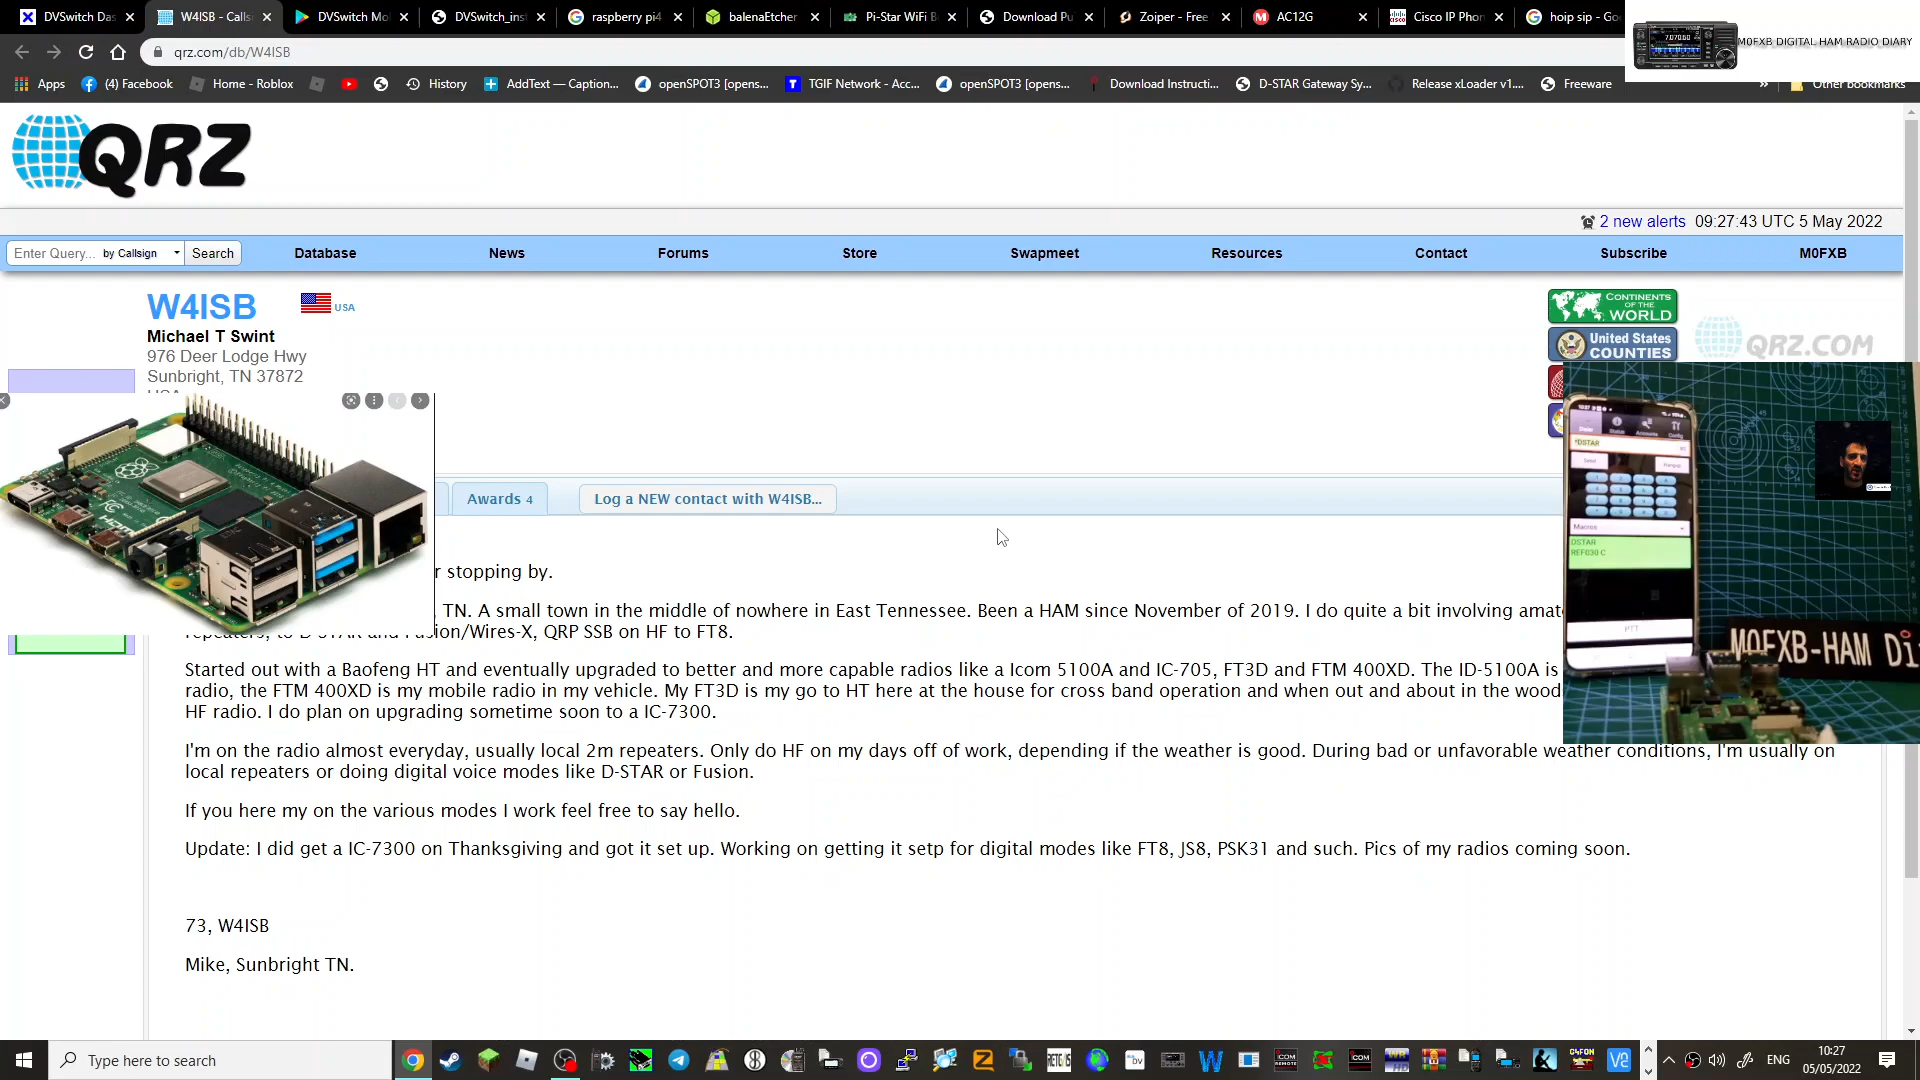 DVSwitch Das
W4ISB - Calls
DVSwitch Mo
DVSwitch_inst
raspberry pi4
balenaEtcher
Pi-Star WiFi B
Download Pu
Zoiper - Free
AC12G
Cisco IP Phon
hoip sip - Go
M0FXB DIGITAL HAM RADIO DIARY
qrz.com/db/W4ISB
Apps
(4) Facebook
Home - Roblox
History
AddText — Caption...
openSPOT3 [opens...
TGIF Network - Acc...
openSPOT3 [opens...
Download Instructi...
D-STAR Gateway Sy...
Release xLoader v1....
Freeware
»
Other bookmarks
QRZ
2 new alerts 09:27:43 UTC 5 May 2022
Enter Query... by Callsign Search
Database
News
Forums
Store
Swapmeet
Resources
Contact
Subscribe
M0FXB
W4ISB
USA
Michael T Swint
976 Deer Lodge Hwy
Sunbright, TN 37872
CONTINENTS
OF THE
WORLD
United States
COUNTIES
QRZ.COM
Awards 4
Log a NEW contact with W4ISB...
r stopping by.
, TN. A small town in the middle of nowhere in East Tennessee. Been a HAM since November of 2019. I do quite a bit involving amate
repeaters, to D-STAR and Fusion/Wires-X, QRP SSB on HF to FT8.
Started out with a Baofeng HT and eventually upgraded to better and more capable radios like a Icom 5100A and IC-705, FT3D and FTM 400XD. The ID-5100A is
radio, the FTM 400XD is my mobile radio in my vehicle. My FT3D is my go to HT here at the house for cross band operation and when out and about in the wood
HF radio. I do plan on upgrading sometime soon to a IC-7300.
I'm on the radio almost everyday, usually local 2m repeaters. Only do HF on my days off of work, depending if the weather is good. During bad or unfavorable weather conditions, I'm usually on
local repeaters or doing digital voice modes like D-STAR or Fusion.
If you here my on the various modes I work feel free to say hello.
Update: I did get a IC-7300 on Thanksgiving and got it set up. Working on getting it setp for digital modes like FT8, JS8, PSK31 and such. Pics of my radios coming soon.
73, W4ISB
Mike, Sunbright TN.
*DSTAR
Macros
DSTAR
REF030 C
PTT
M0FXB-HAM Di
Type here to search
ENG
10:27
05/05/2022